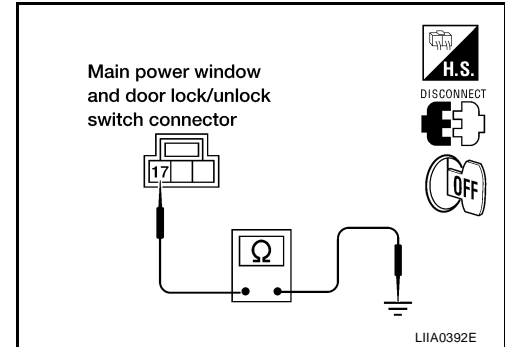 Main power window
and door lock/unlock
switch connector
H.S.
DISCONNECT
17
OFF
Ω
LIIA0392E